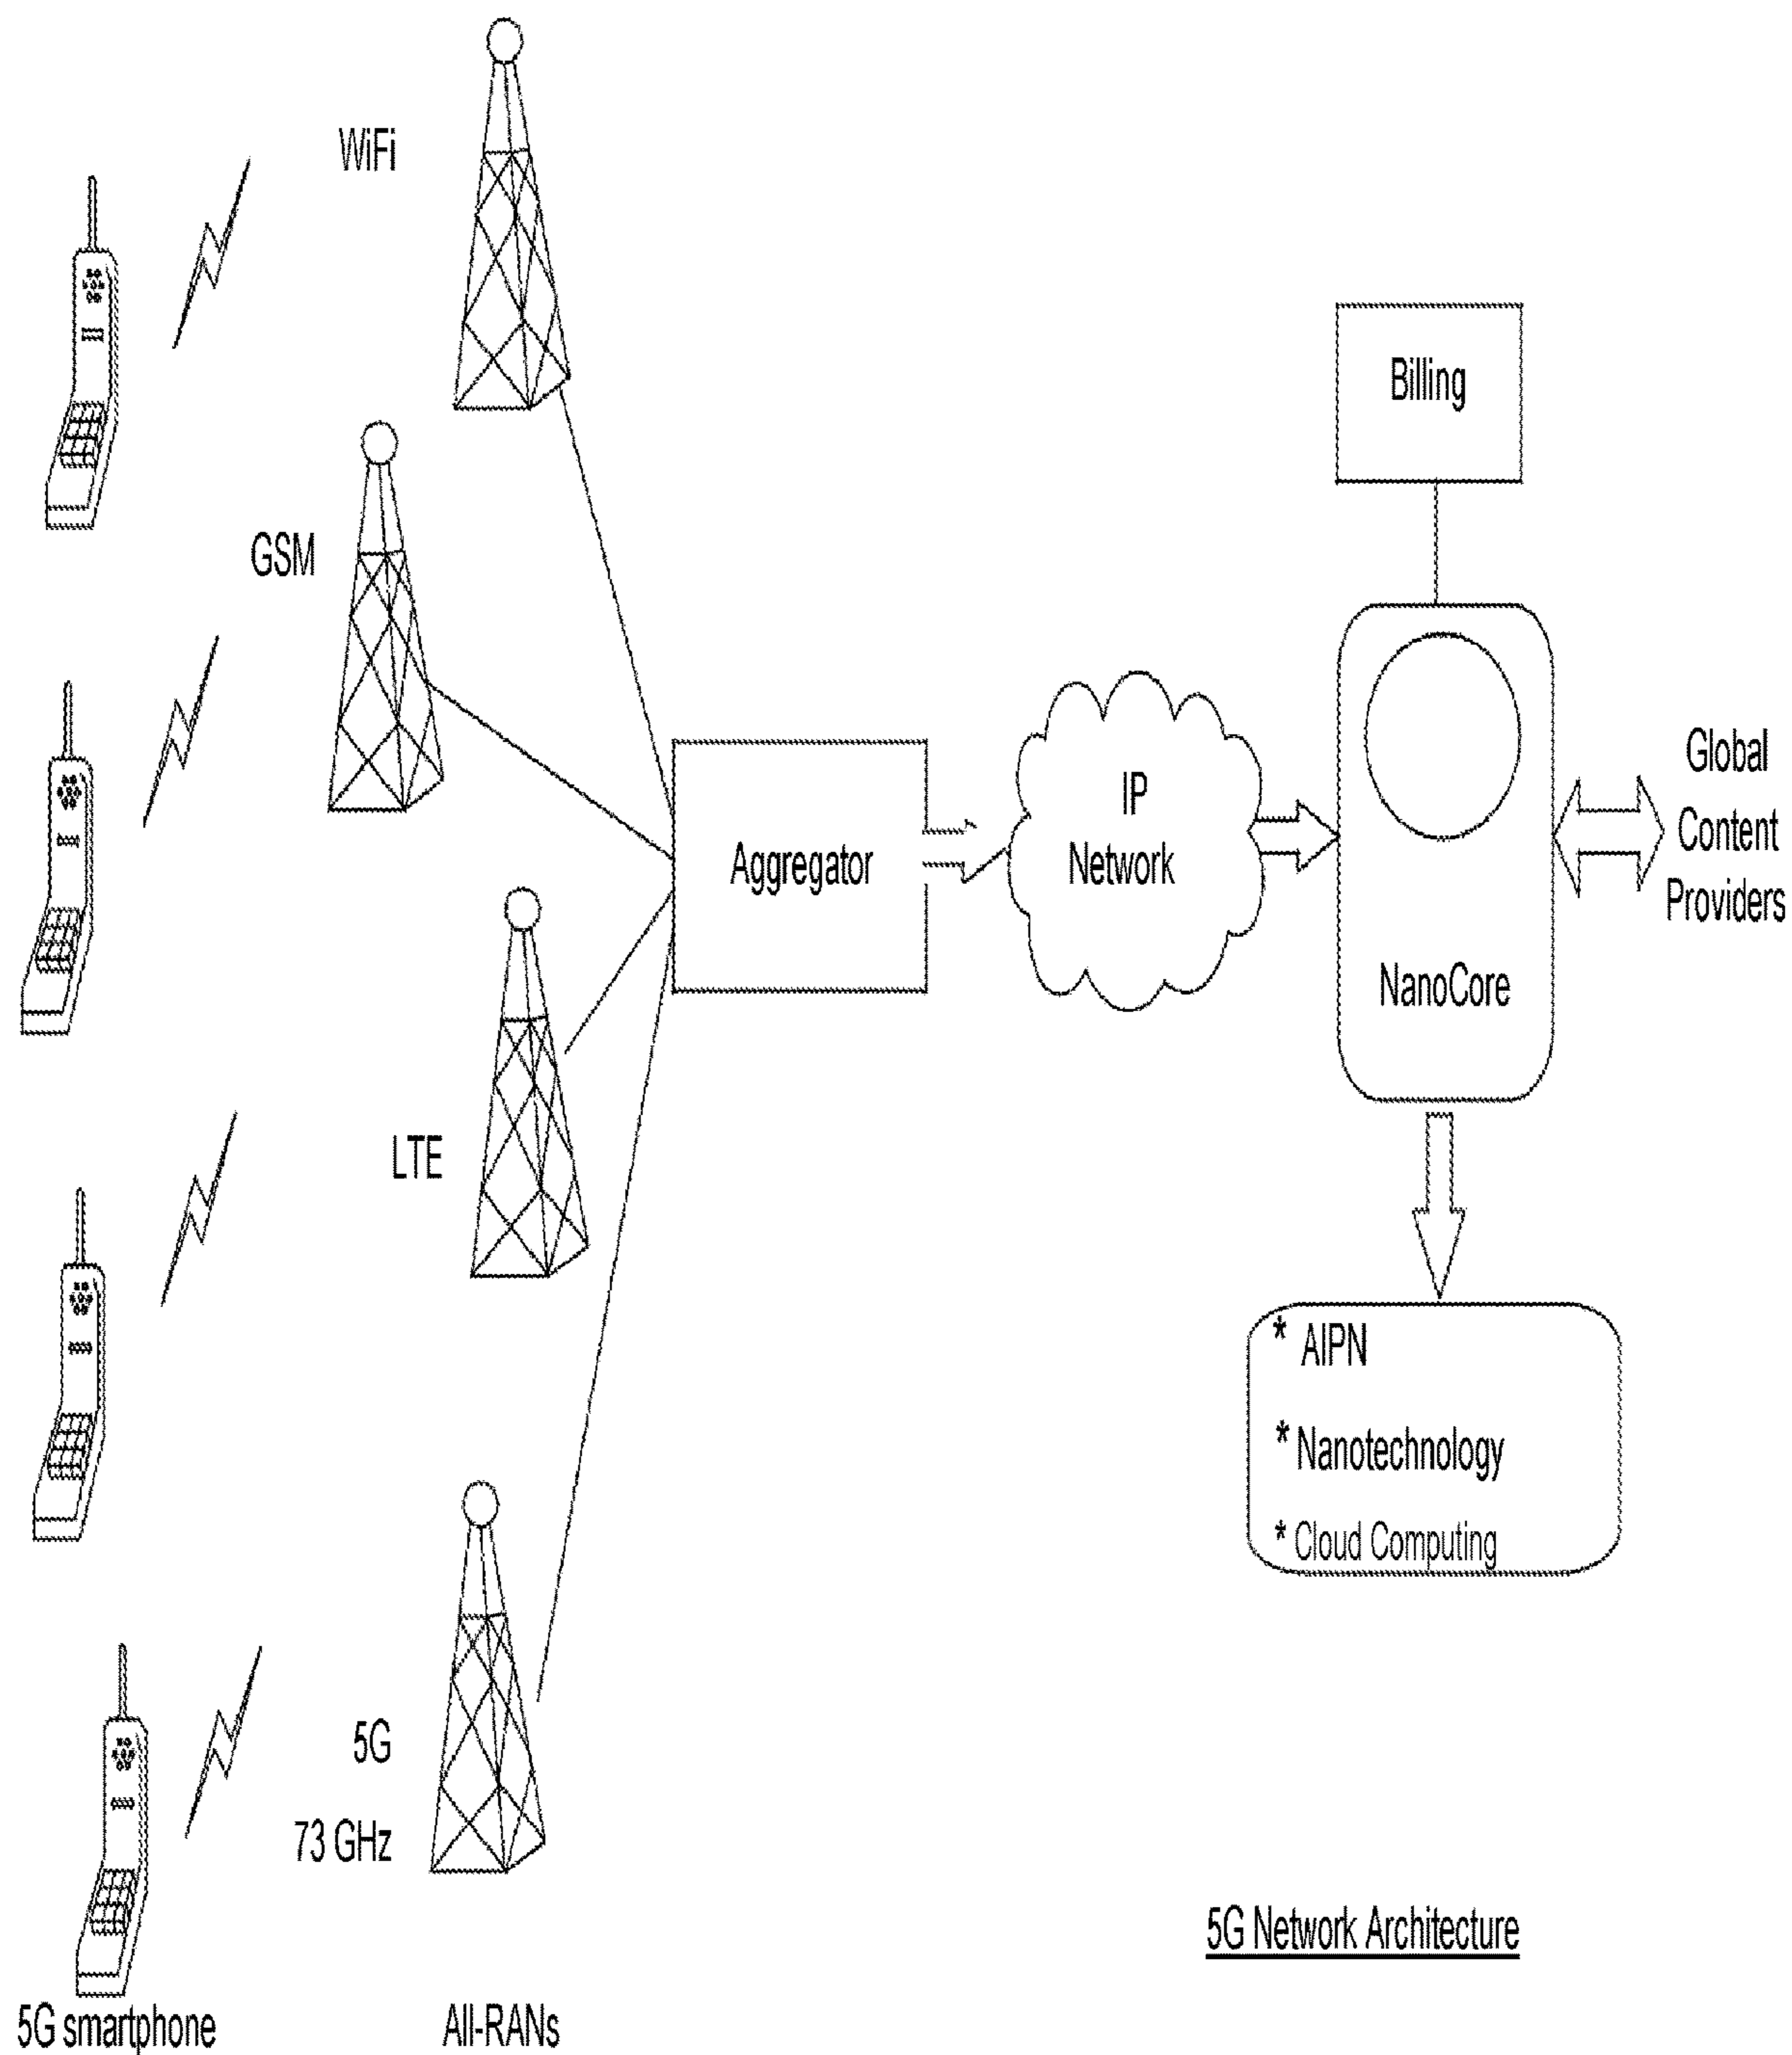 WiFi
GSM
LTE
5G
73 GHz
5G smartphone
All-RANs
Aggregator
IP
Network
Billing
NanoCore
Global
Content
Providers
* AIPN
* Nanotechnology
* Cloud Computing
5G Network Architecture